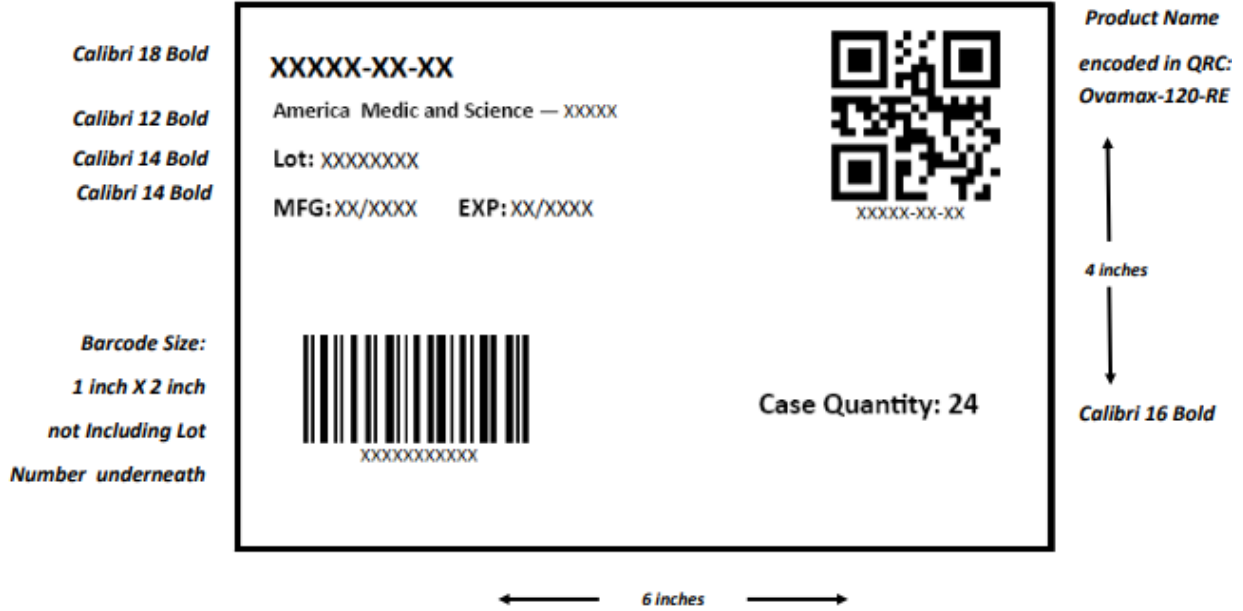 Calibri 18 Bold
Calibri 12 Bold
Calibri 14 Bold
Calibri 14 Bold
Barcode Size:
1 inch X 2 inch
not Including Lot
Number underneath
XXXXX-XX-XX
America Medic and Science — XXXXX
Lot: XXXXXXXX
MFG: XX/XXXX EXP: XX/XXXX
XXXXX-XX-XX
XXXXXXXXXXX
Case Quantity: 24
Product Name
encoded in QRC:
Ovamax-120-RE
4 inches
Calibri 16 Bold
6 inches